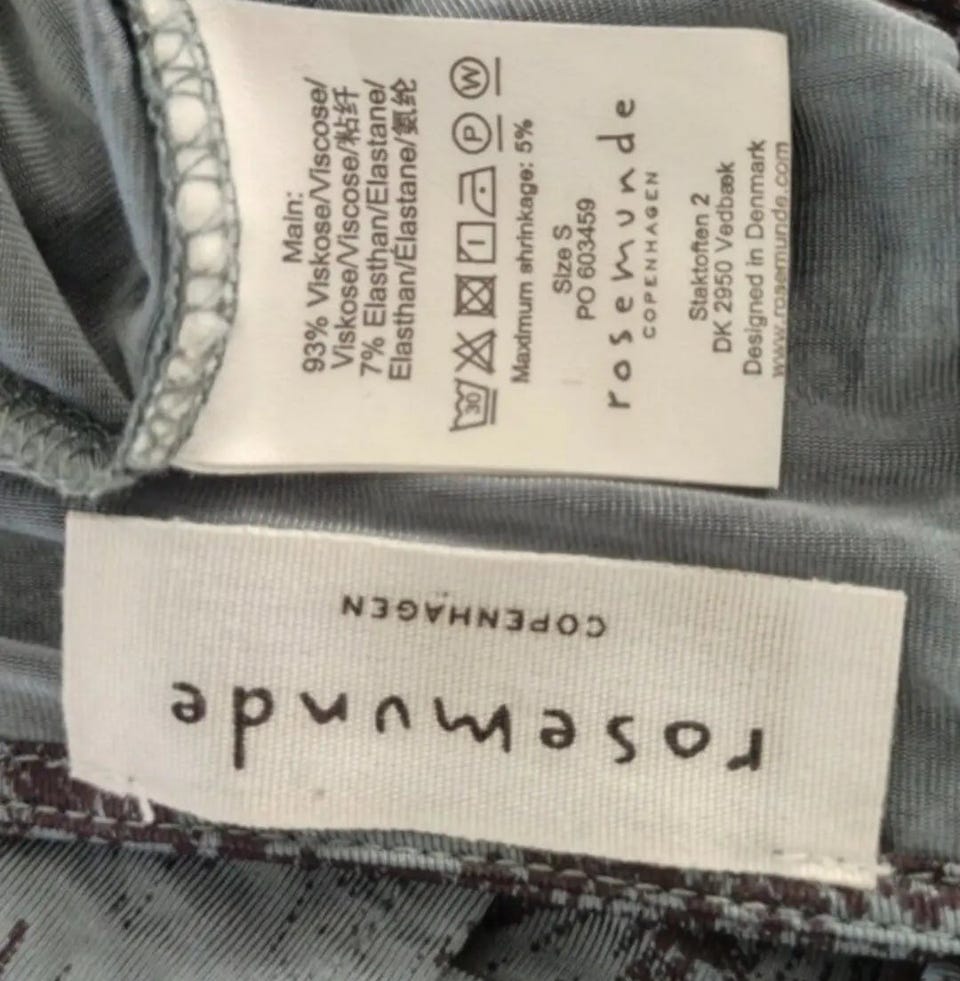 Main:
93% Viskose/Viscose/
Viskose/Viscose/粘纤
7% Elasthan/Elastane/
Elasthan/Élastane/氨纶
30 P W
Maximum shrinkage: 5%
Size S
PO 603459
rosemunde
COPENHAGEN
Staktoften 2
DK 2950 Vedbæk
Designed in Denmark
www.rosemunde.com
rosemunde
COPENHAGEN